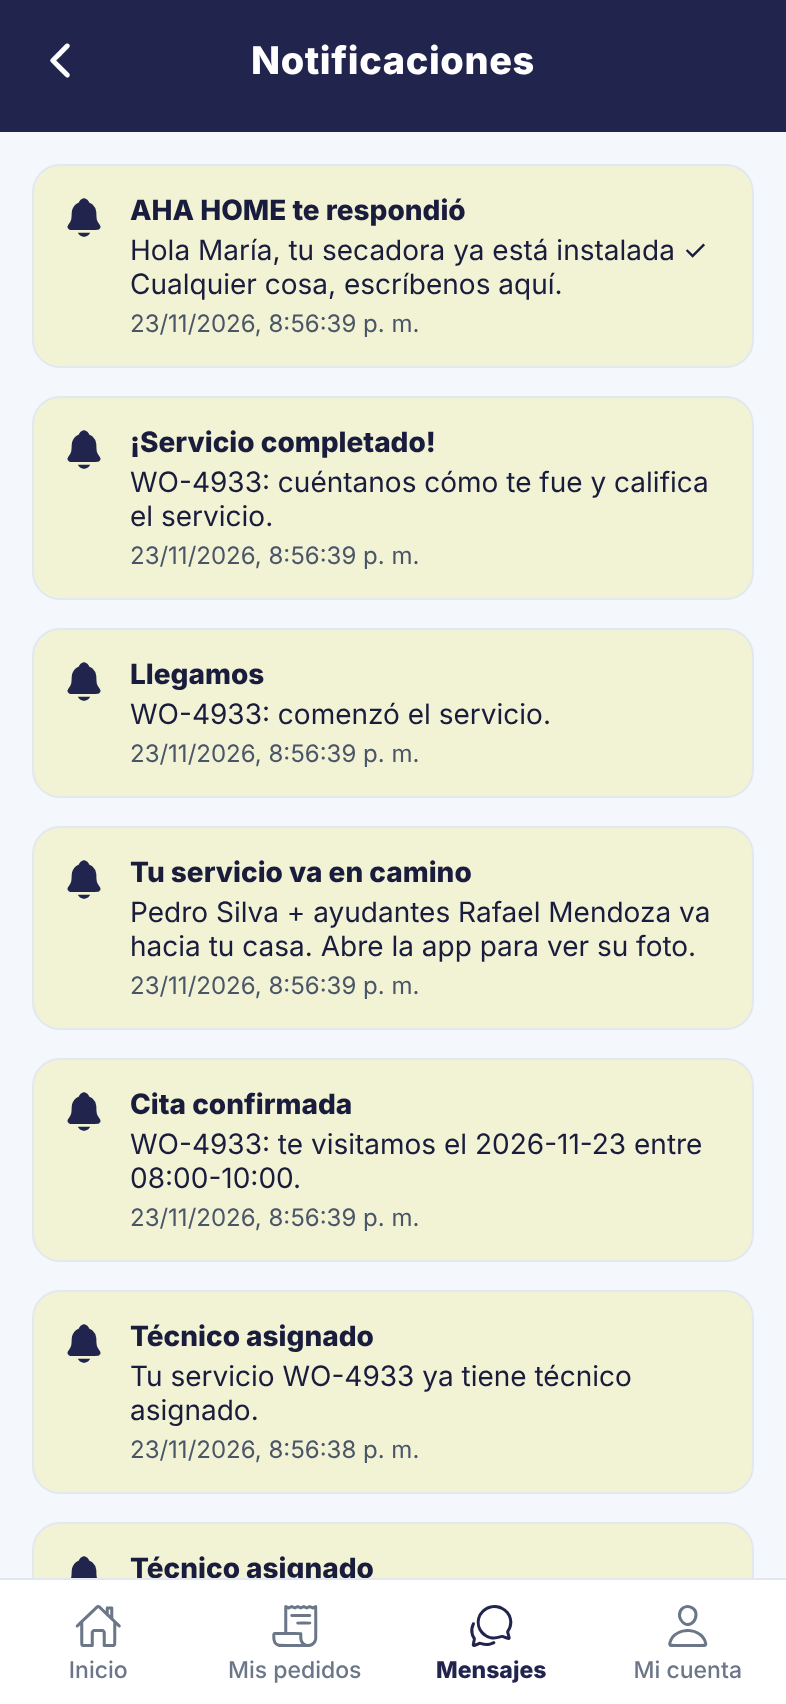 Notificaciones
AHA HOME te respondió
Hola María, tu secadora ya está instalada ✓
Cualquier cosa, escríbenos aquí.
23/11/2026, 8:56:39 p. m.
¡Servicio completado!
WO-4933: cuéntanos cómo te fue y califica
el servicio.
23/11/2026, 8:56:39 p. m.
Llegamos
WO-4933: comenzó el servicio.
23/11/2026, 8:56:39 p. m.
Tu servicio va en camino
Pedro Silva + ayudantes Rafael Mendoza va
hacia tu casa. Abre la app para ver su foto.
23/11/2026, 8:56:39 p. m.
Cita confirmada
WO-4933: te visitamos el 2026-11-23 entre
08:00-10:00.
23/11/2026, 8:56:39 p. m.
Técnico asignado
Tu servicio WO-4933 ya tiene técnico
asignado.
23/11/2026, 8:56:38 p. m.
Técnico asignado
Inicio
Mis pedidos
Mensajes
Mi cuenta